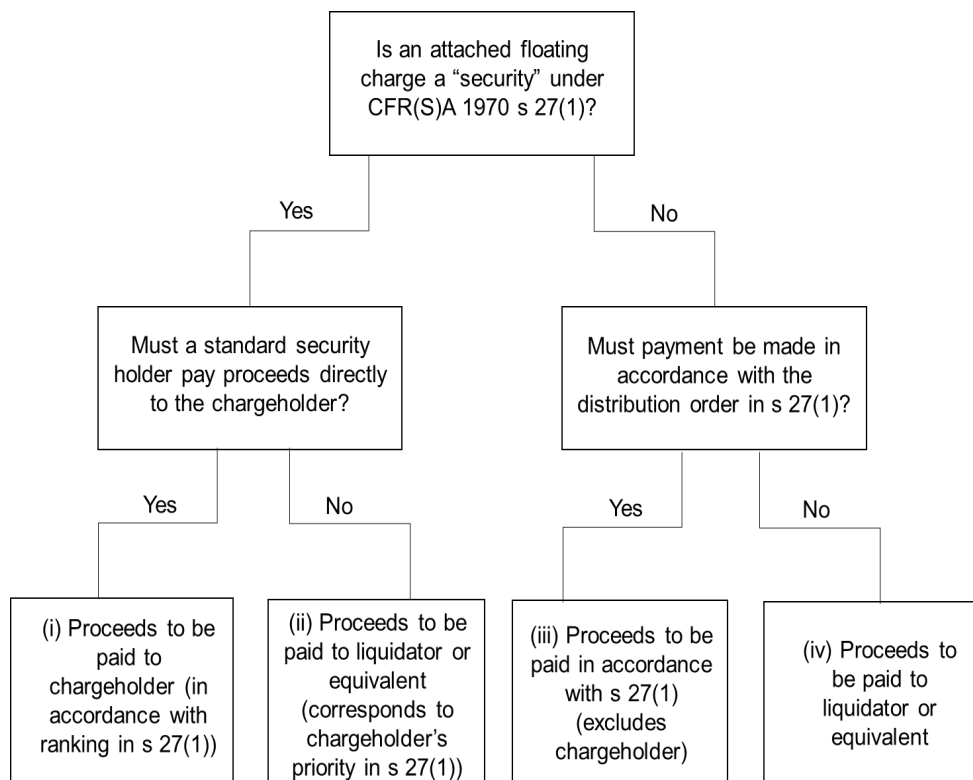 Is an attached floating
charge a “security” under
CFR(S)A 1970 s 27(1)?
Yes
No
Must a standard security
holder pay proceeds directly
to the chargeholder?
Must payment be made in
accordance with the
distribution order in s 27(1)?
Yes
No
Yes
No
(i) Proceeds to be
paid to
chargeholder (in
accordance with
ranking in s 27(1))
(ii) Proceeds to be
paid to liquidator or
equivalent
(corresponds to
chargeholder’s
priority in s 27(1))
(iii) Proceeds to be
paid in accordance
with s 27(1)
(excludes
chargeholder)
(iv) Proceeds to
be paid to
liquidator or
equivalent